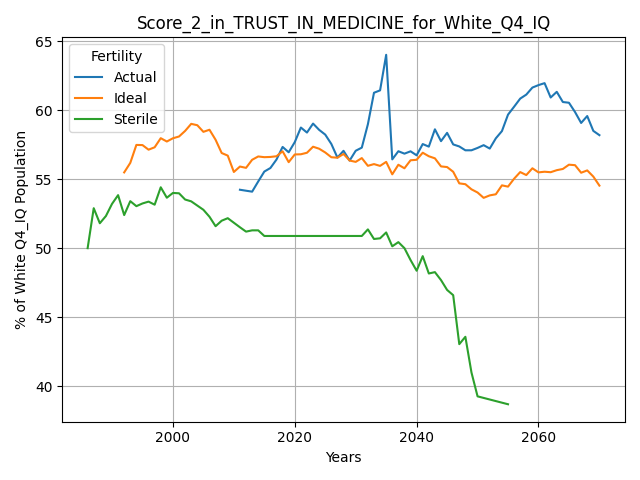 Score_2_in_TRUST_IN_MEDICINE_for_White_Q4_IQ
% of White Q4_IQ Population
65
60
55
50
45
40
Fertility
Actual
Ideal
Sterile
2000
2020
2040
2060
Years